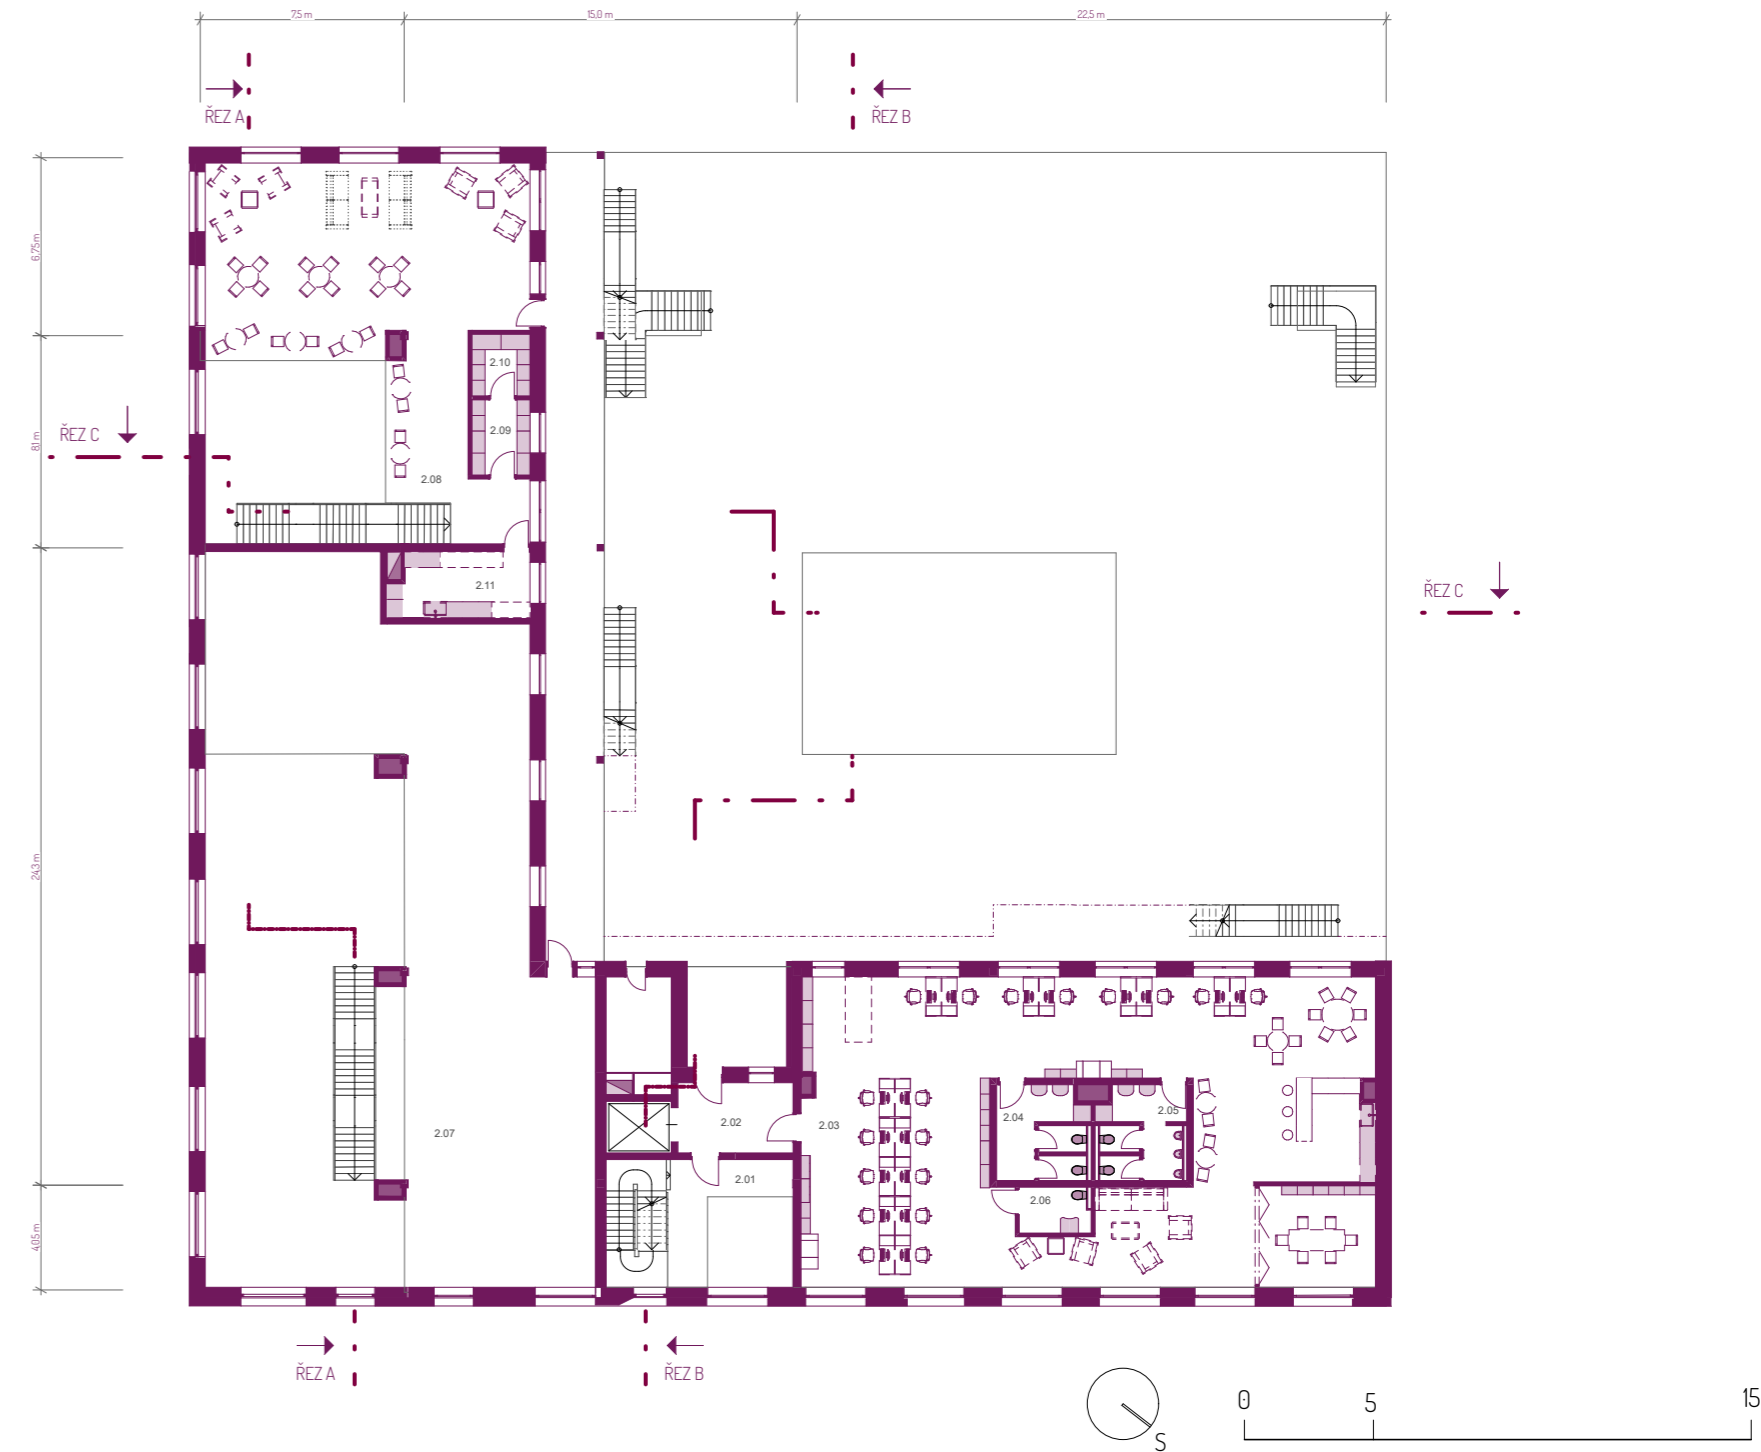 7,5 m 15,0 m 22,5 m
ŘEZ A ŘEZ B
6,75 m
2.10
ŘEZ C 8,1 m 2.09
2.08
2.11 ŘEZ C
24,3 m
2.04 2.05
2.07 2.02 2.03
2.01
2.06
4,05 m
ŘEZ A ŘEZ B
0 5 15
S